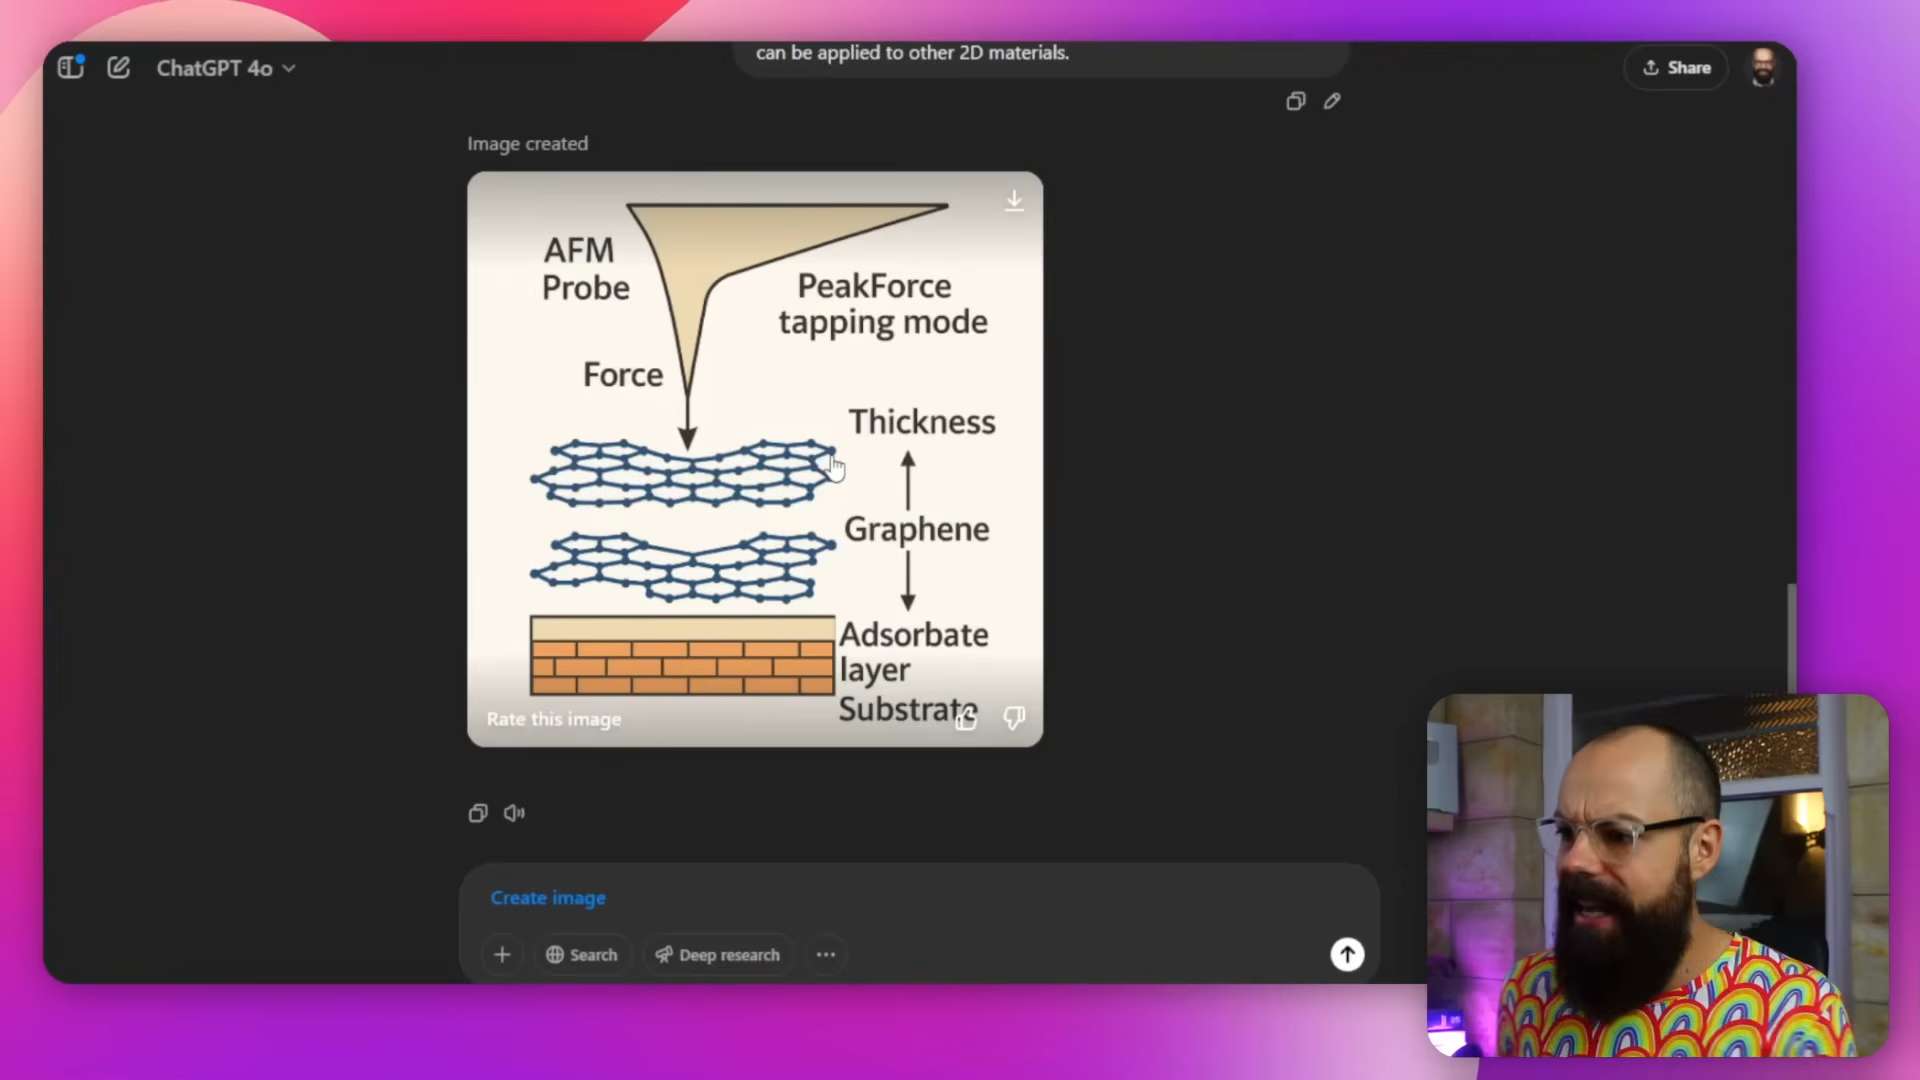 can be applied to other 2D materials.
ChatGPT 4o
Share
Image created
AFM
Probe
PeakForce
tapping mode
Force
Thickness
Graphene
Adsorbate
layer
Substrate
Rate this image
Create image
Search
Deep research